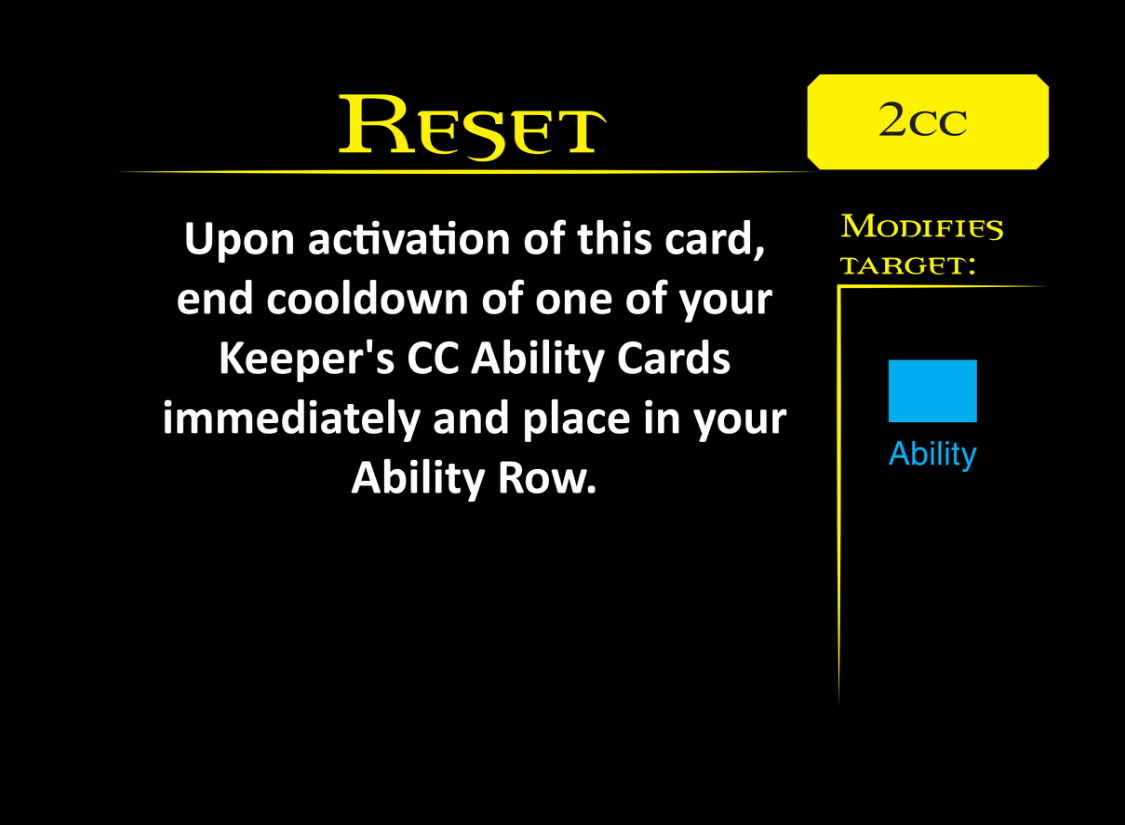 Reset
2cc
Upon activation of this card,
end cooldown of one of your
Keeper's CC Ability Cards
immediately and place in your
Ability Row.
Modifies
target:
Ability